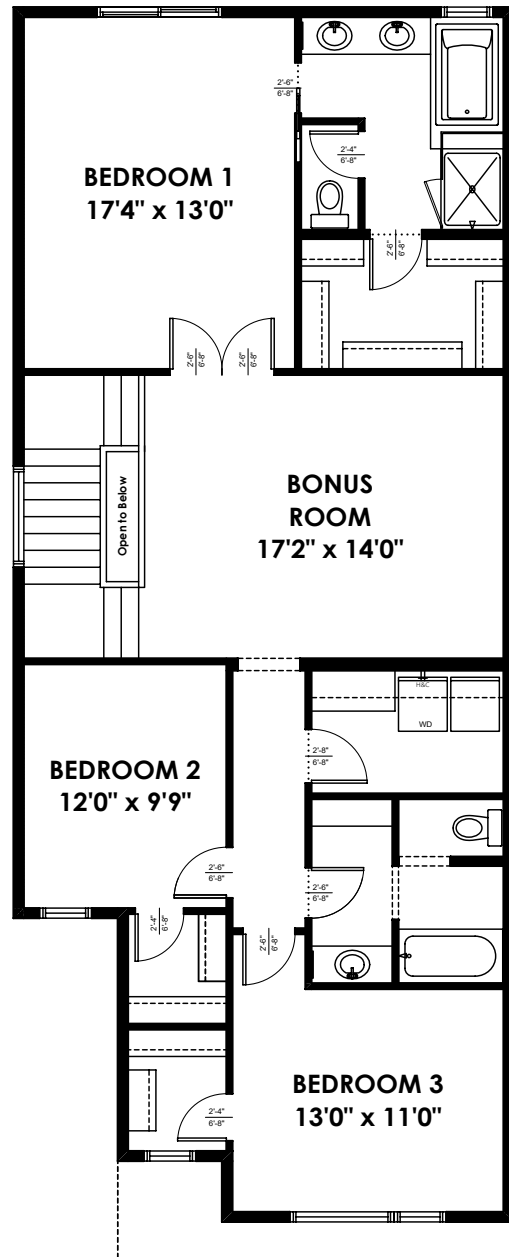 2'-6"
6'-8"
2'-4"
6'-8"
BEDROOM 1
17'4" x 13'0"
2'-6"
6'-8"
2'-6"
6'-8"
2'-6"
6'-8"
Open to Below
BONUS
ROOM
17'2" x 14'0"
H&C
WD
2'-8"
6'-8"
BEDROOM 2
12'0" x 9'9"
2'-6"
6'-8"
2'-6"
6'-8"
2'-4"
6'-8"
2'-6"
6'-8"
BEDROOM 3
13'0" x 11'0"
2'-4"
6'-8"